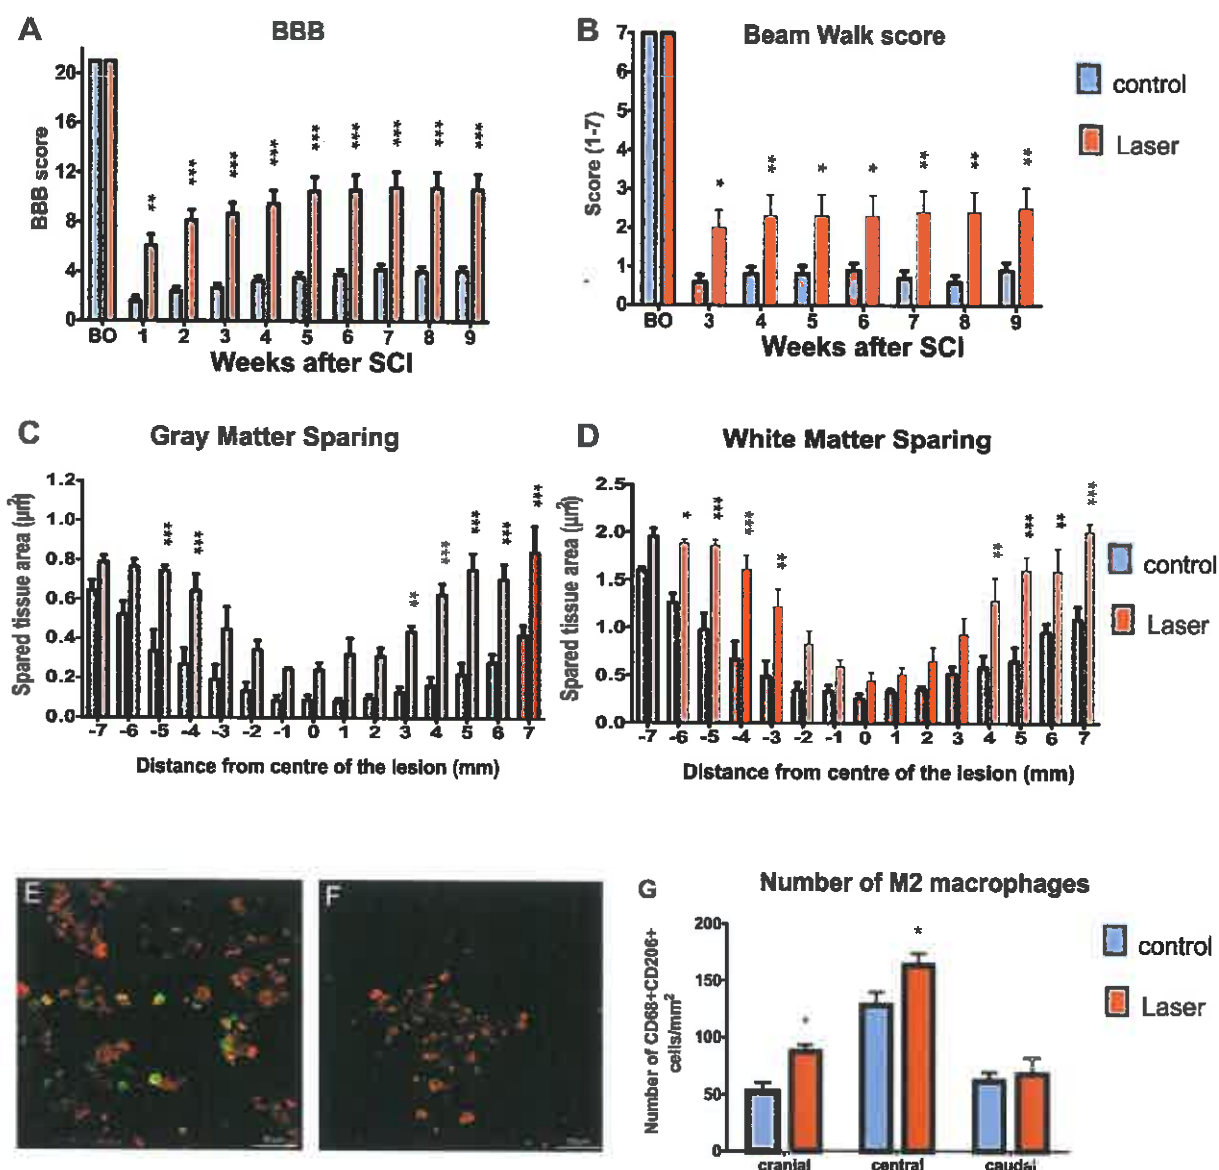 A
BBB
BBB score
20
16
12
8
4
0
** *** *** *** *** *** *** *** ***
BO 1 2 3 4 5 6 7 8 9
Weeks after SCI
B
Beam Walk score
Score (1-7)
7
6
5
4
3
2
1
0
* ** * * ** ** **
BO 3 4 5 6 7 8 9
Weeks after SCI
control
Laser
C
Gray Matter Sparing
Spared tissue area (µm²)
1.2
1.0
0.8
0.6
0.4
0.2
0.0
*** *** ** *** *** *** ***
-7 -6 -5 -4 -3 -2 -1 0 1 2 3 4 5 6 7
Distance from centre of the lesion (mm)
D
White Matter Sparing
Spared tissue area (µm²)
2.5
2.0
1.5
1.0
0.5
0.0
* *** *** ** ** *** ** ***
-7 -6 -5 -4 -3 -2 -1 0 1 2 3 4 5 6 7
Distance from centre of the lesion (mm)
control
Laser
E
F
G
Number of M2 macrophages
Number of CD68+CD206+
cells/mm²
200
150
100
50
0
* *
cranial central caudal
control
Laser